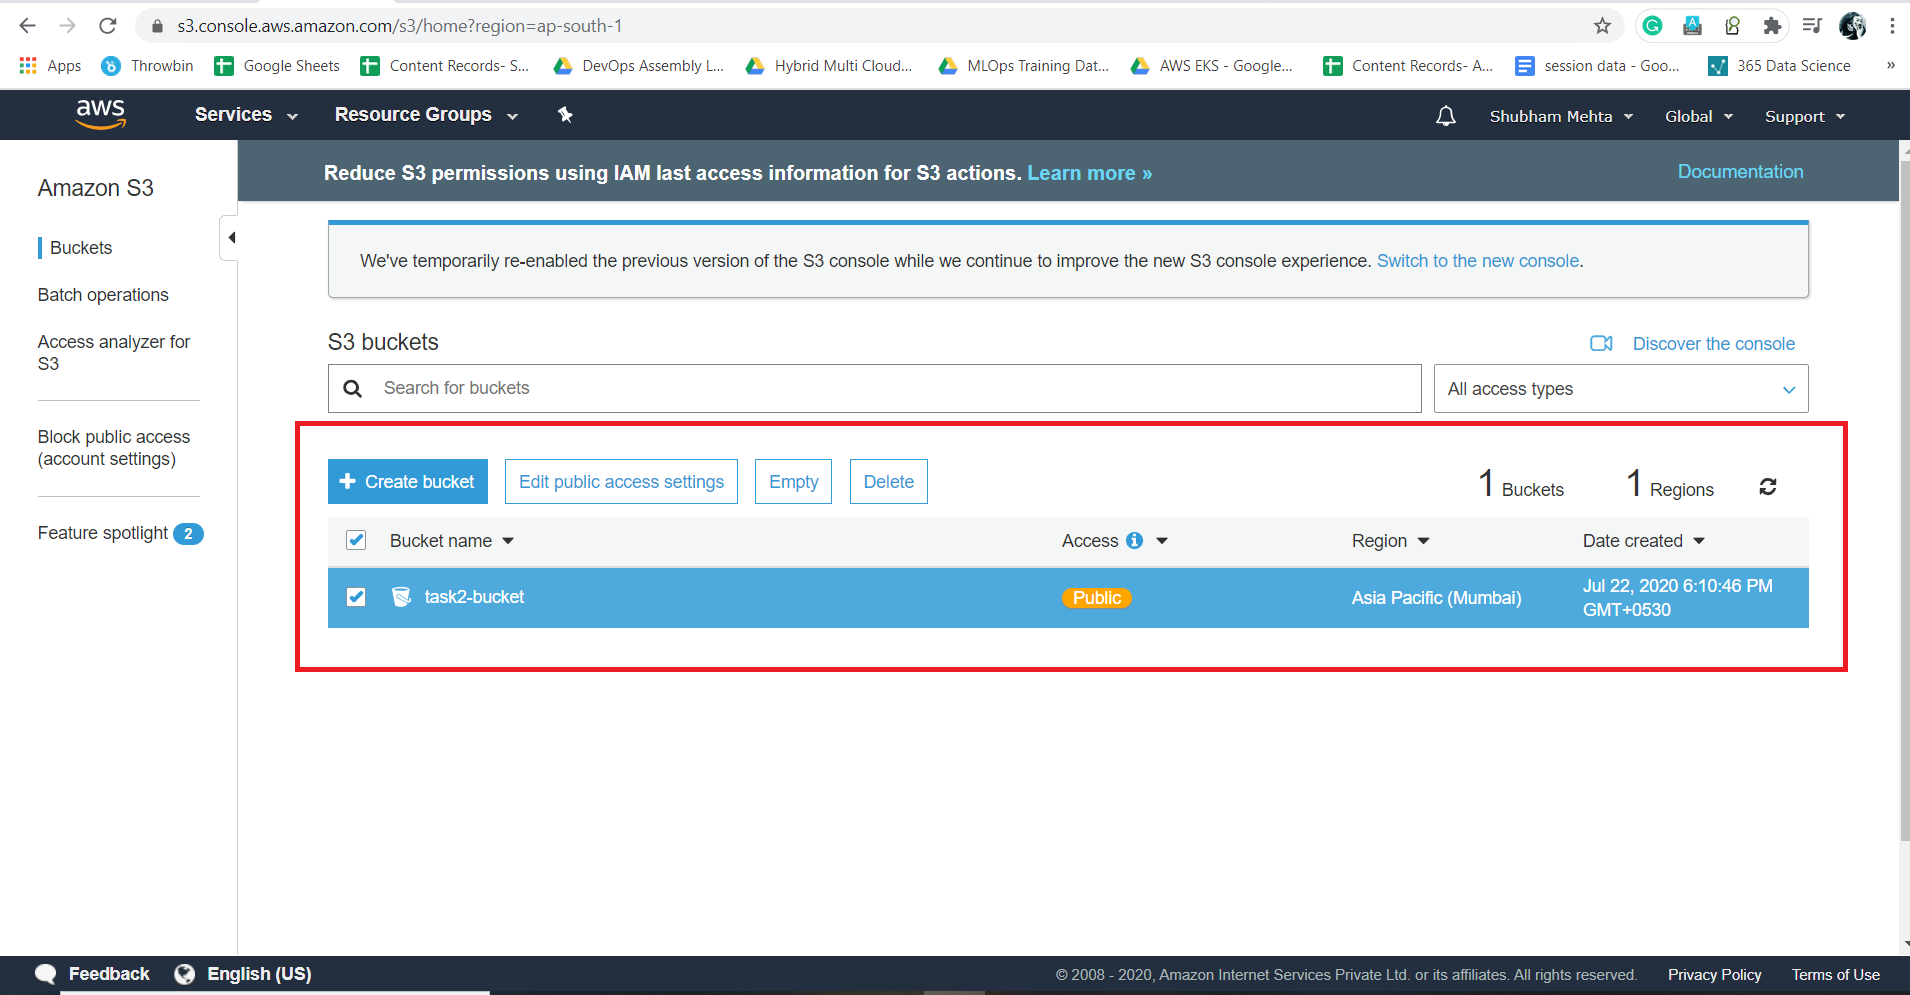 s3.console.aws.amazon.com/s3/home?region=ap-south-1
Apps Throwbin Google Sheets Content Records- S... DevOps Assembly L... Hybrid Multi Cloud... MLOps Training Dat... AWS EKS - Google... Content Records- A... session data - Goo... 365 Data Science »
aws Services Resource Groups Shubham Mehta Global Support
Reduce S3 permissions using IAM last access information for S3 actions. Learn more » Documentation
Amazon S3
Buckets
Batch operations
Access analyzer for
S3
Block public access
(account settings)
Feature spotlight 2
We've temporarily re-enabled the previous version of the S3 console while we continue to improve the new S3 console experience. Switch to the new console.
S3 buckets Discover the console
Search for buckets All access types
+ Create bucket Edit public access settings Empty Delete 1 Buckets 1 Regions
Bucket name Access Region Date created
task2-bucket Public Asia Pacific (Mumbai) Jul 22, 2020 6:10:46 PM
GMT+0530
Feedback English (US) © 2008 - 2020, Amazon Internet Services Private Ltd. or its affiliates. All rights reserved. Privacy Policy Terms of Use